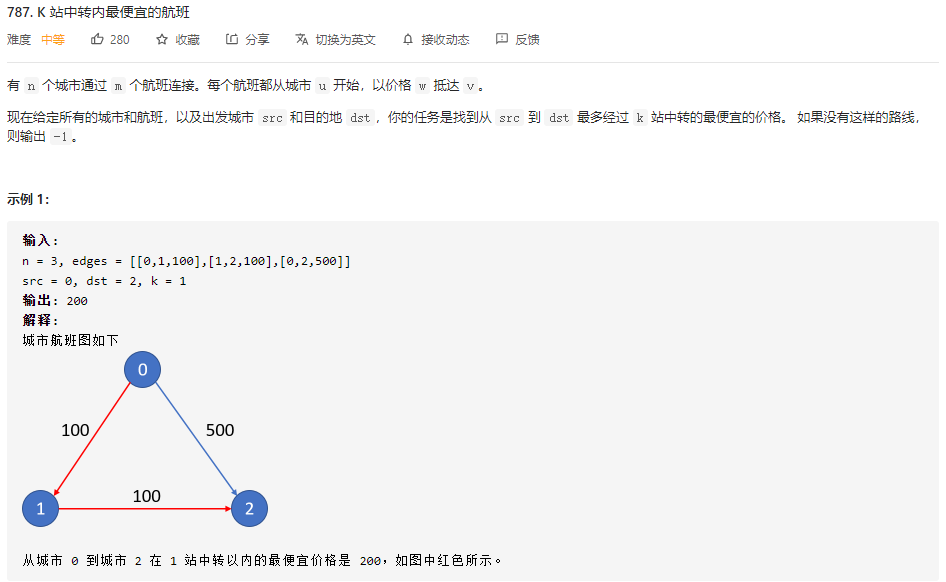 787. K 站中转内最便宜的航班
难度 中等 280 收藏 分享 切换为英文 接收动态 反馈
有 n 个城市通过 m 个航班连接。每个航班都从城市 u 开始，以价格 w 抵达 v。
现在给定所有的城市和航班，以及出发城市 src 和目的地 dst，你的任务是找到从 src 到 dst 最多经过 k 站中转的最便宜的价格。 如果没有这样的路线，
则输出 -1。
示例 1：
输入：
n = 3, edges = [[0,1,100],[1,2,100],[0,2,500]]
src = 0, dst = 2, k = 1
输出: 200
解释:
城市航班图如下
0
100 500
100
1 2
从城市 0 到城市 2 在 1 站中转以内的最便宜价格是 200，如图中红色所示。